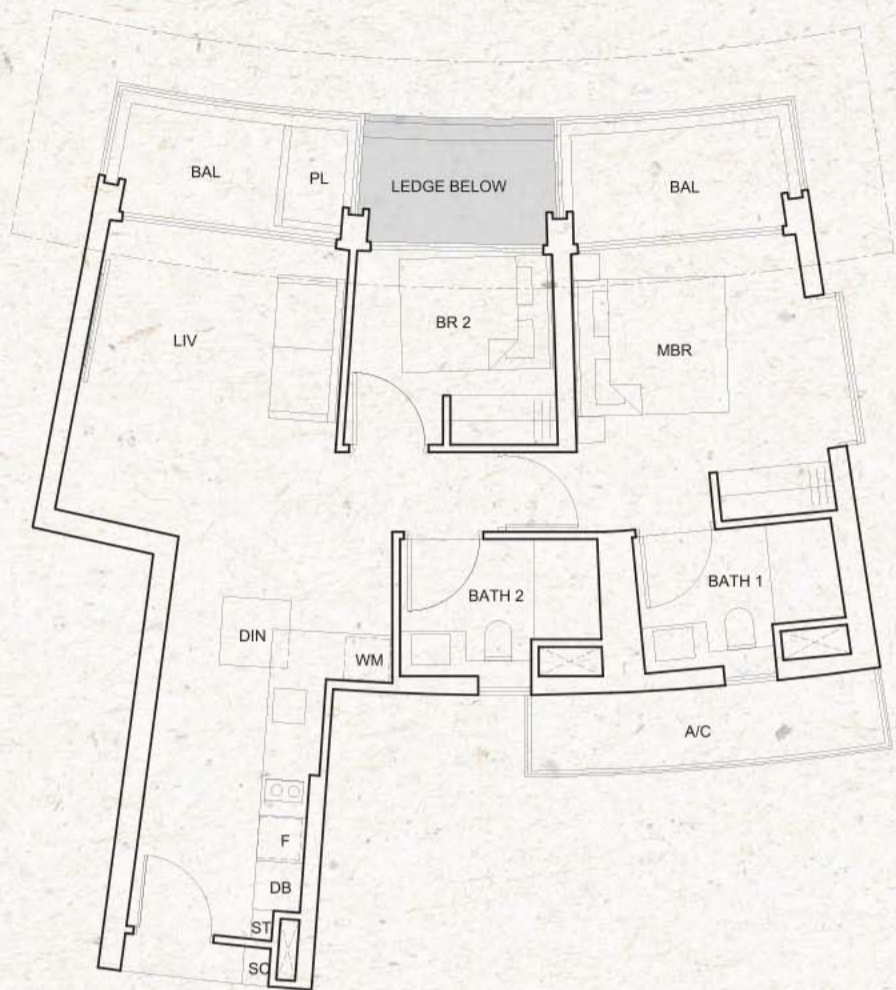 BAL
PL
LEDGE BELOW
BAL
LIV
BR 2
MBR
DIN
WM
BATH 2
BATH 1
A/C
F
DB
ST
SC